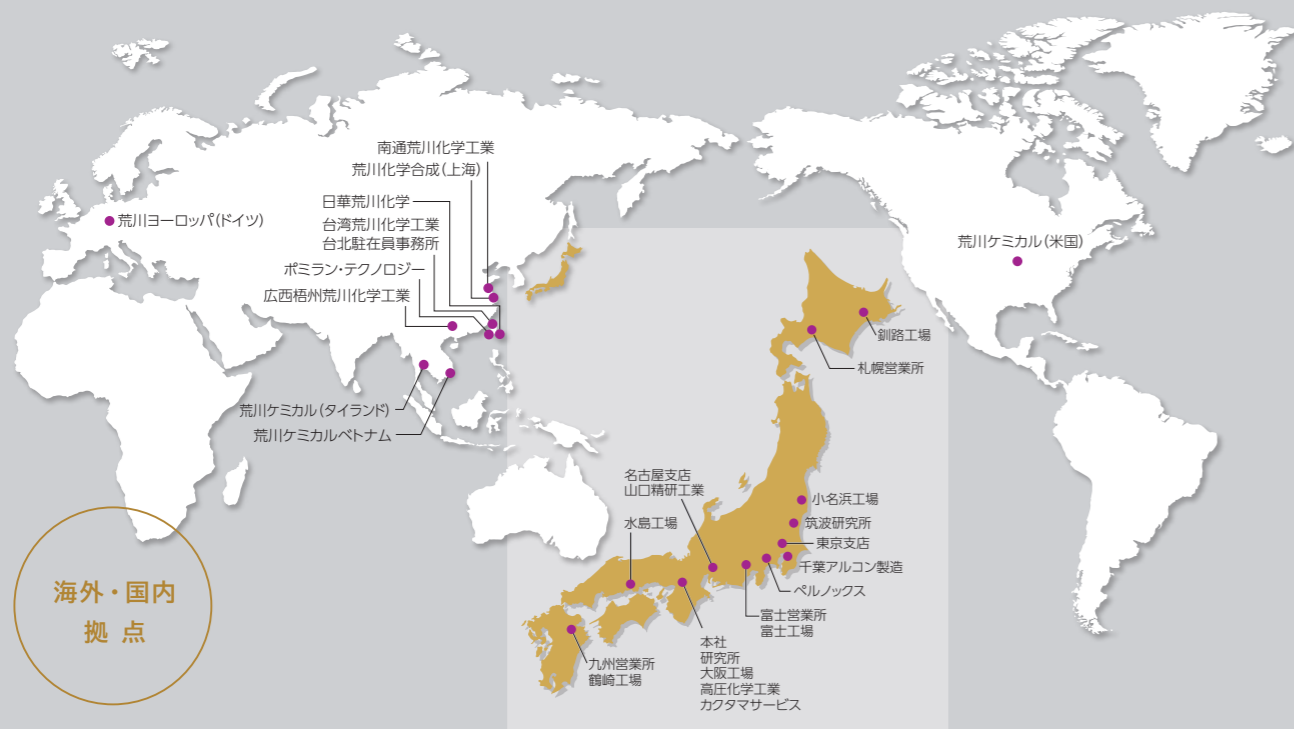 南通荒川化学工業
荒川化学合成(上海)
日華荒川化学
台湾荒川化学工業
台北駐在員事務所
ポミラン・テクノロジー
広西梧州荒川化学工業
荒川ヨーロッパ(ドイツ)
荒川ケミカル(米国)
荒川ケミカル(タイランド)
荒川ケミカルベトナム
釧路工場
札幌営業所
名古屋支店
山口精研工業
水島工場
小名浜工場
筑波研究所
東京支店
千葉アルコン製造
ペルノックス
富士営業所
富士工場
本社
研究所
大阪工場
高圧化学工業
カクタマサービス
九州営業所
鶴崎工場
海外・国内
拠 点